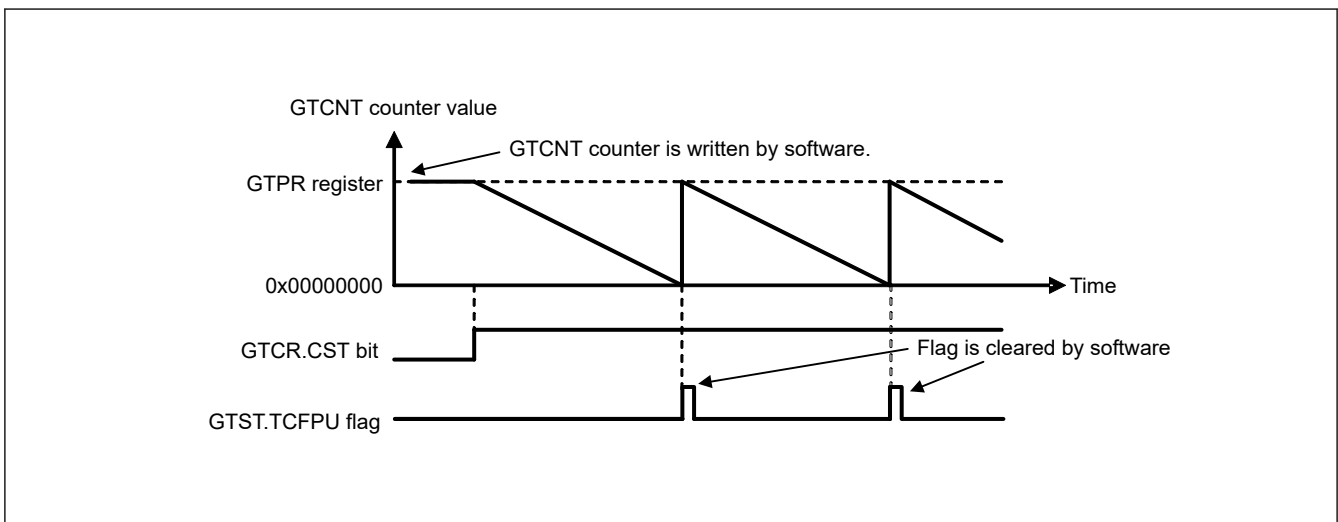 GTCNT counter value
GTCNT counter is written by software.
GTPR register
0x00000000
Time
GTCR.CST bit
Flag is cleared by software
GTST.TCFPU flag